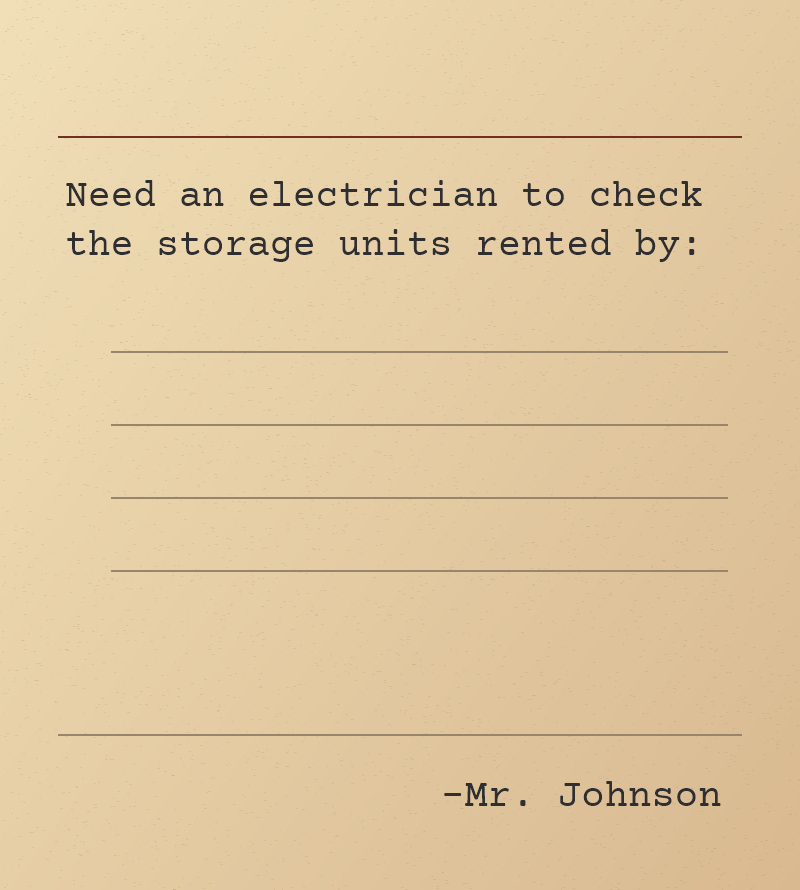 Need an electrician to check
the storage units rented by:
-Mr. Johnson